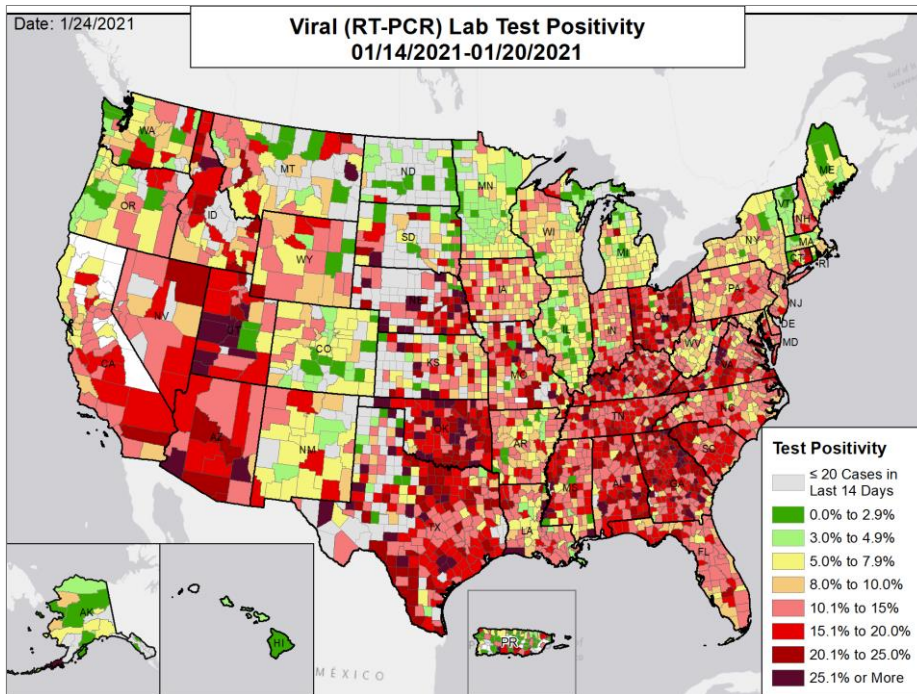 Date: 1/24/2021
Viral (RT-PCR) Lab Test Positivity
01/14/2021-01/20/2021
WA
MT
ND
MN
ME
OR
ID
SD
WI
MI
VT
NH
NY
MA
CT
RI
WY
IA
NE
PA
NJ
NV
UT
CO
IL
IN
OH
DE
MD
WV
VA
CA
KS
MO
KY
AZ
NM
OK
AR
TN
NC
SC
TX
LA
MS
AL
GA
FL
AK
HI
PR
MÉXICO
Test Positivity
≤ 20 Cases in
Last 14 Days
0.0% to 2.9%
3.0% to 4.9%
5.0% to 7.9%
8.0% to 10.0%
10.1% to 15%
15.1% to 20.0%
20.1% to 25.0%
25.1% or More